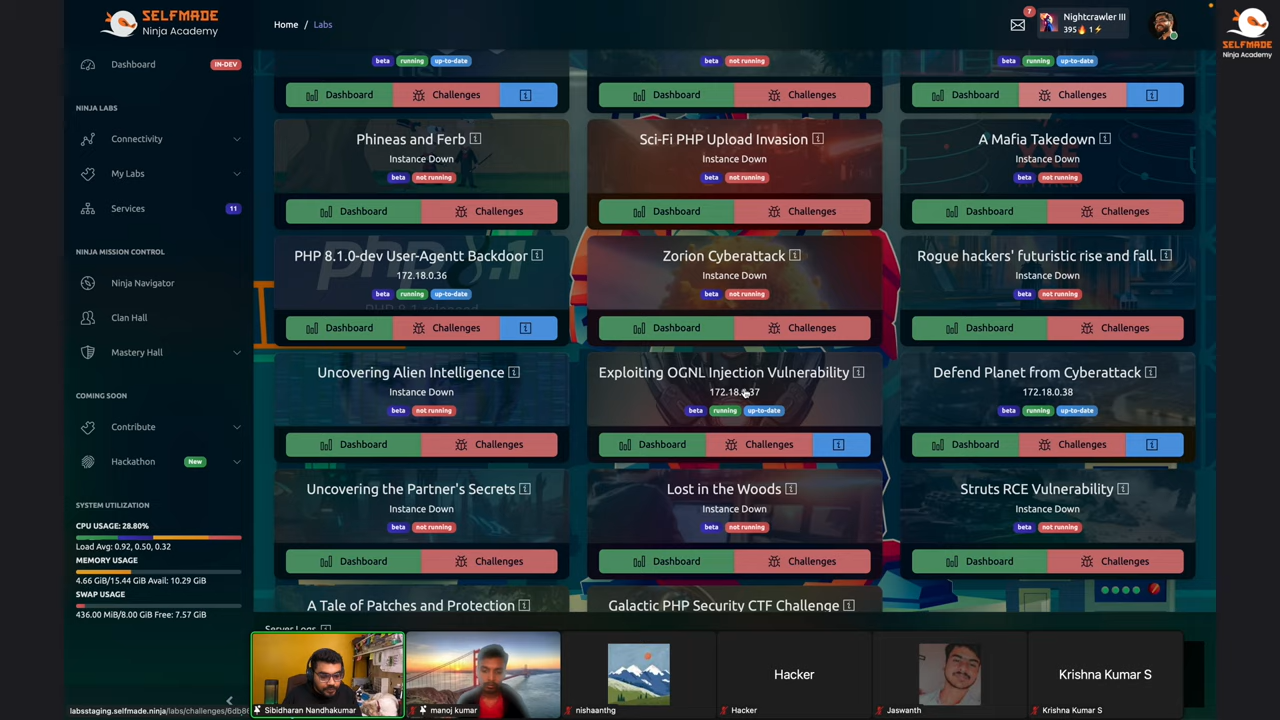 SELFMADE
Ninja Academy
Home / Labs
7
Nightcrawler III
395 1
SELFMADE
Ninja Academy
Dashboard
IN-DEV
NINJA LABS
Connectivity
My Labs
Services
11
NINJA MISSION CONTROL
Ninja Navigator
Clan Hall
Mastery Hall
COMING SOON
Contribute
Hackathon
New
SYSTEM UTILIZATION
CPU USAGE: 28.80%
Load Avg: 0.92, 0.50, 0.32
MEMORY USAGE
4.66 GiB/15.44 GiB Avail: 10.29 GiB
SWAP USAGE
436.00 MiB/8.00 GiB Free: 7.57 GiB
beta running up-to-date
Dashboard Challenges
beta not running
Dashboard Challenges
beta running up-to-date
Dashboard Challenges
Phineas and Ferb
Instance Down
beta not running
Dashboard Challenges
Sci-Fi PHP Upload Invasion
Instance Down
beta not running
Dashboard Challenges
A Mafia Takedown
Instance Down
beta not running
Dashboard Challenges
PHP 8.1.0-dev User-Agentt Backdoor
172.18.0.36
beta running up-to-date
Dashboard Challenges
Zorion Cyberattack
Instance Down
beta not running
Dashboard Challenges
Rogue hackers' futuristic rise and fall.
Instance Down
beta not running
Dashboard Challenges
Uncovering Alien Intelligence
Instance Down
beta not running
Dashboard Challenges
Exploiting OGNL Injection Vulnerability
beta running up-to-date
Dashboard Challenges
Defend Planet from Cyberattack
172.18.0.38
beta running up-to-date
Dashboard Challenges
Uncovering the Partner's Secrets
Instance Down
beta not running
Dashboard Challenges
Lost in the Woods
Instance Down
beta not running
Dashboard Challenges
Struts RCE Vulnerability
Instance Down
beta not running
Dashboard Challenges
A Tale of Patches and Protection
Galactic PHP Security CTF Challenge
Server Logs
Sibidharan Nandhakumar
manoj kumar
nishaanthg
Hacker
Hacker
Jaswanth
Krishna Kumar S
Krishna Kumar S